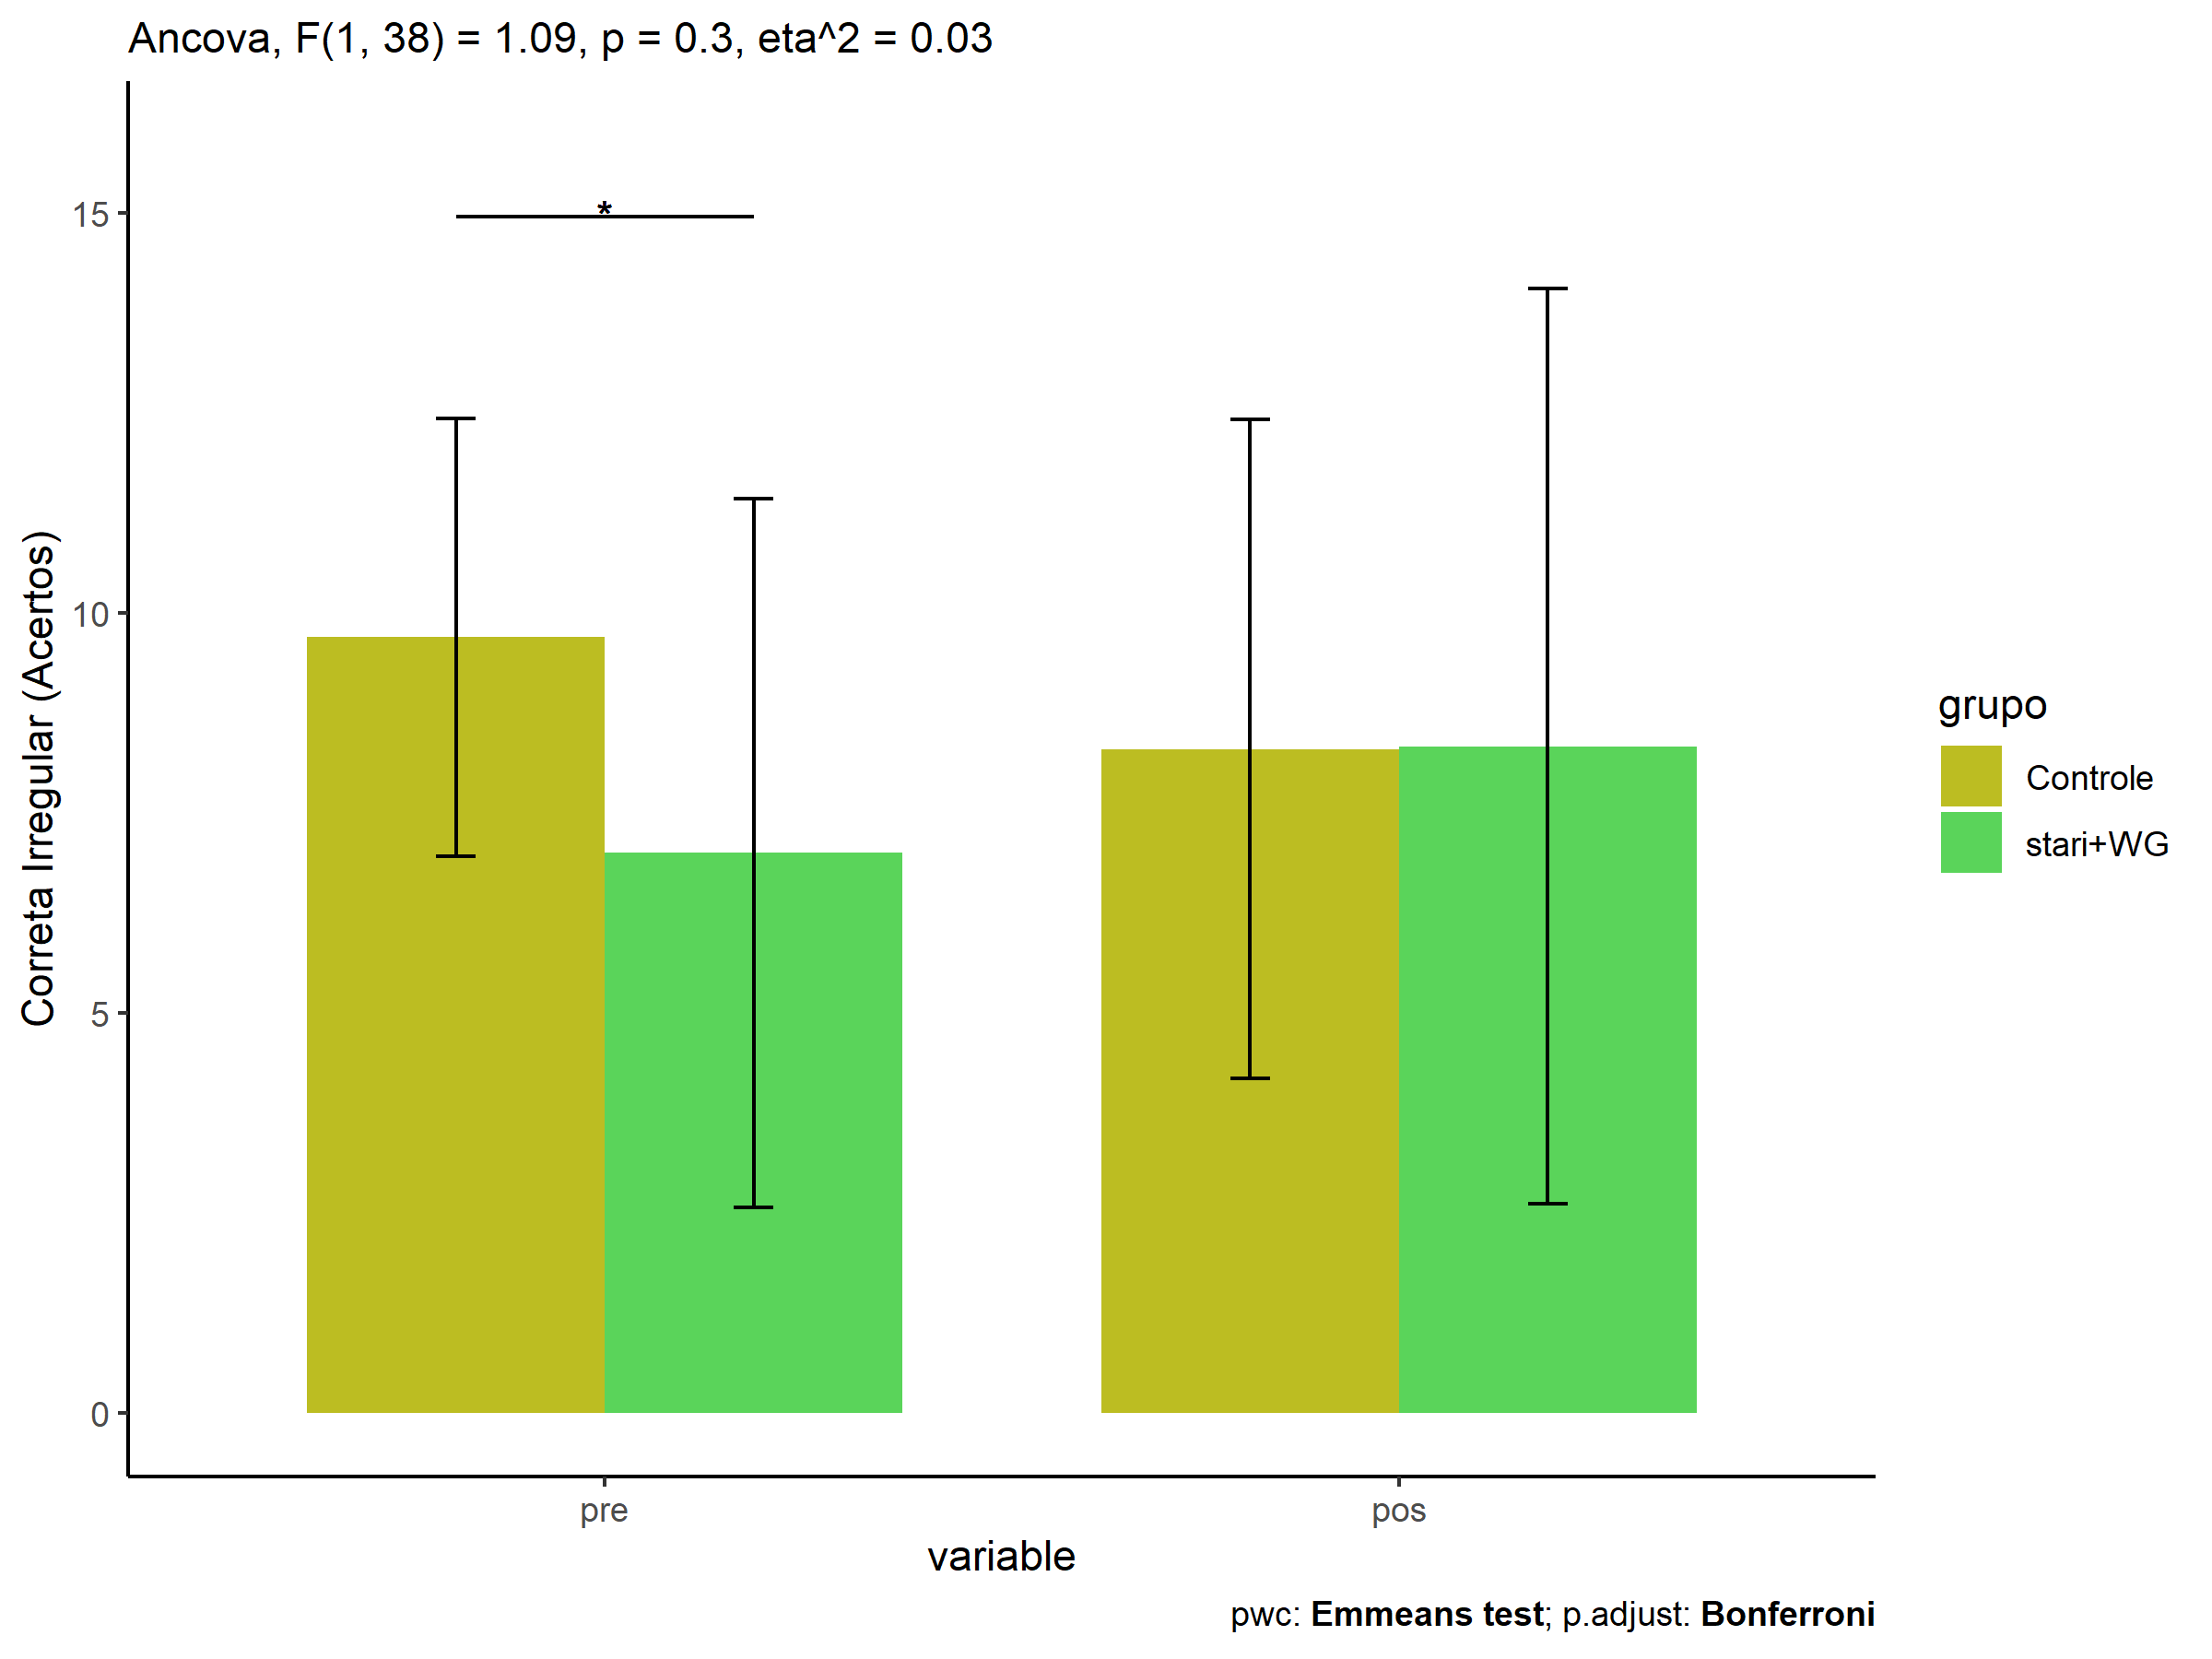 Ancova, F(1, 38) = 1.09, p = 0.3, eta^2 = 0.03
Correta Irregular (Acertos)
15
10
5
0
*
pre
pos
variable
grupo
Controle
stari+WG
pwc: Emmeans test; p.adjust: Bonferroni